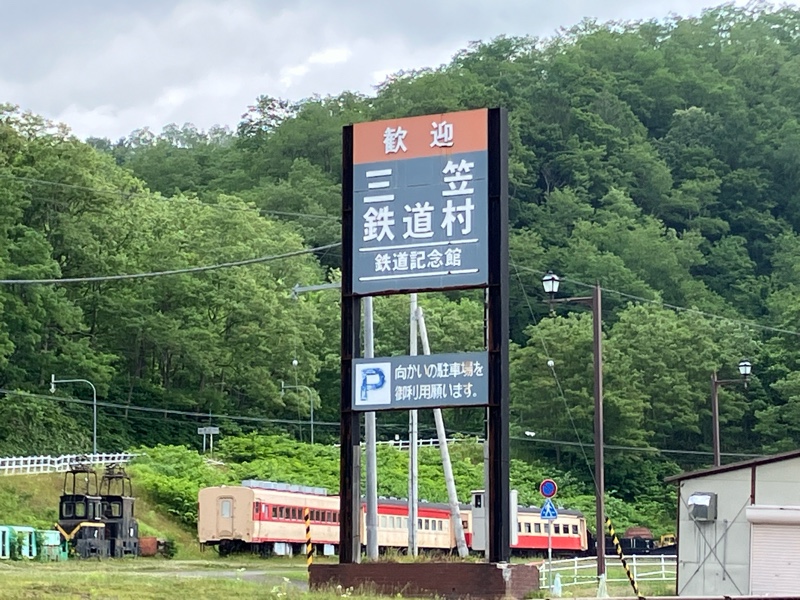 歓迎
三笠
鉄道村
鉄道記念館
P 向かいの駐車場を
御利用願います。